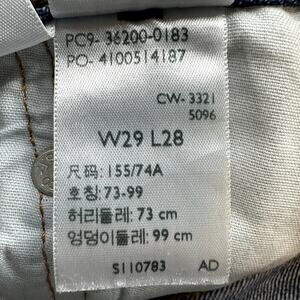 PC9- 36200-0183
PO- 4100514187
CW- 3321
5096
W29 L28
尺码: 155/74A
호칭: 73-99
허리둘레: 73 cm
엉덩이둘레: 99 cm
S110783 AD